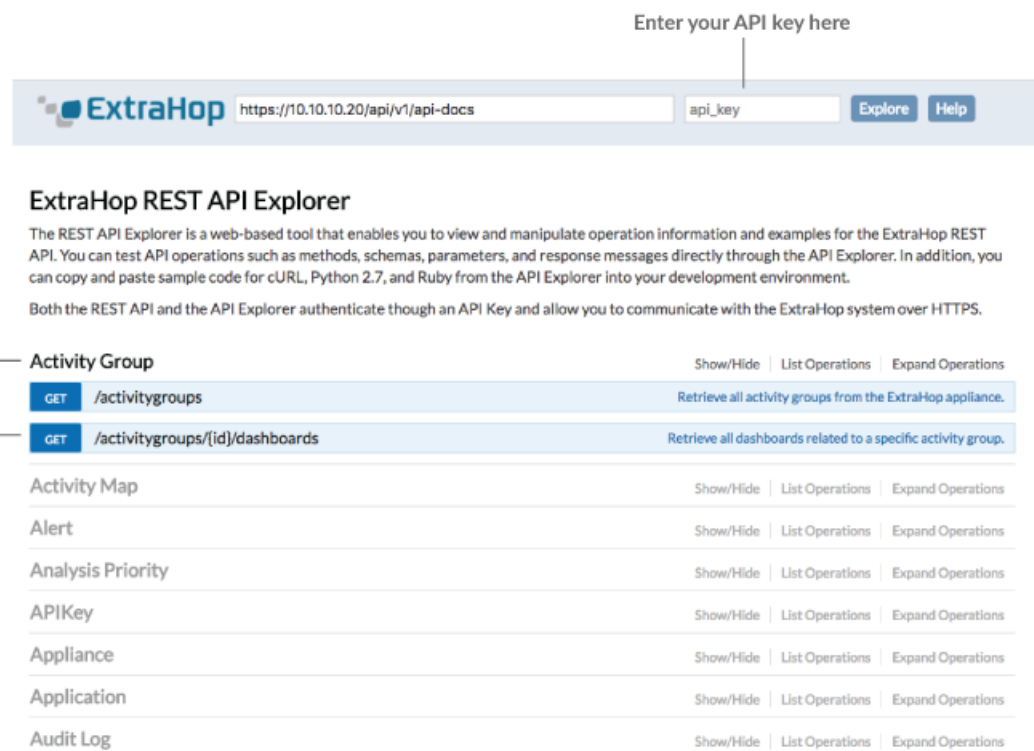 Enter your API key here
ExtraHop https://10.10.10.20/api/v1/api-docs api_key Explore Help
ExtraHop REST API Explorer
The REST API Explorer is a web-based tool that enables you to view and manipulate operation information and examples for the ExtraHop REST
API. You can test API operations such as methods, schemas, parameters, and response messages directly through the API Explorer. In addition, you
can copy and paste sample code for cURL, Python 2.7, and Ruby from the API Explorer into your development environment.
Both the REST API and the API Explorer authenticate though an API Key and allow you to communicate with the ExtraHop system over HTTPS.
Activity Group Show/Hide List Operations Expand Operations
GET /activitygroups Retrieve all activity groups from the ExtraHop appliance.
GET /activitygroups/{id}/dashboards Retrieve all dashboards related to a specific activity group.
Activity Map Show/Hide List Operations Expand Operations
Alert Show/Hide List Operations Expand Operations
Analysis Priority Show/Hide List Operations Expand Operations
APIKey Show/Hide List Operations Expand Operations
Appliance Show/Hide List Operations Expand Operations
Application Show/Hide List Operations Expand Operations
Audit Log Show/Hide List Operations Expand Operations